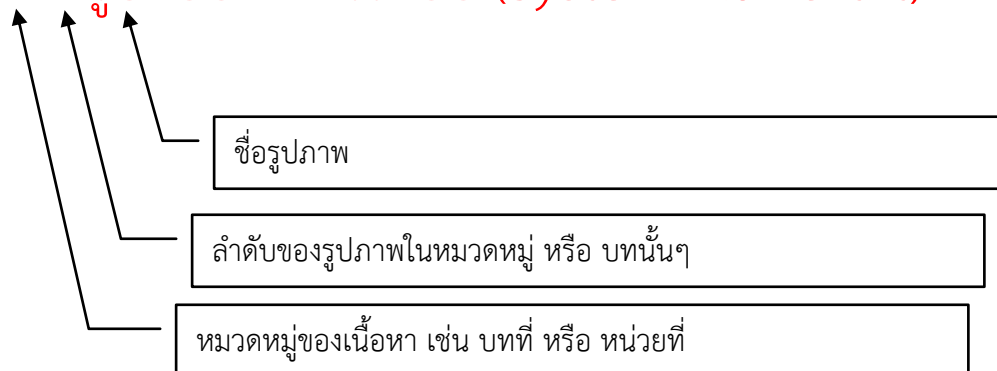 ชื่อรูปภาพ
ลำดับของรูปภาพในหมวดหมู่ หรือ บทนั้นๆ
หมวดหมู่ของเนื้อหา เช่น บทที่ หรือ หน่วยที่